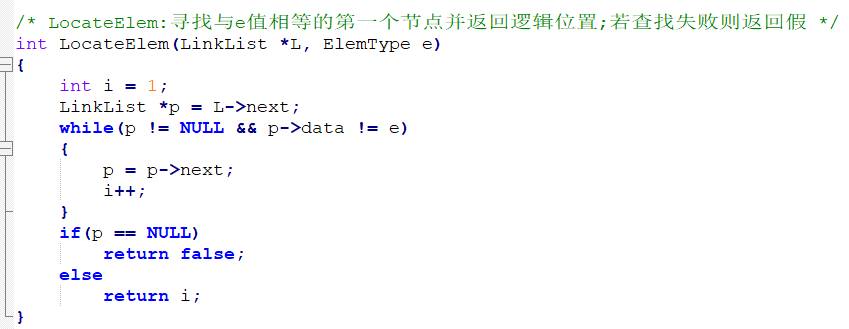 /* LocateElem:寻找与e值相等的第一个节点并返回逻辑位置;若查找失败则返回假 */
int LocateElem(LinkList *L, ElemType e)
{
    int i = 1;
    LinkList *p = L->next;
    while(p != NULL && p->data != e)
    {
        p = p->next;
        i++;
    }
    if(p == NULL)
        return false;
    else
        return i;
}